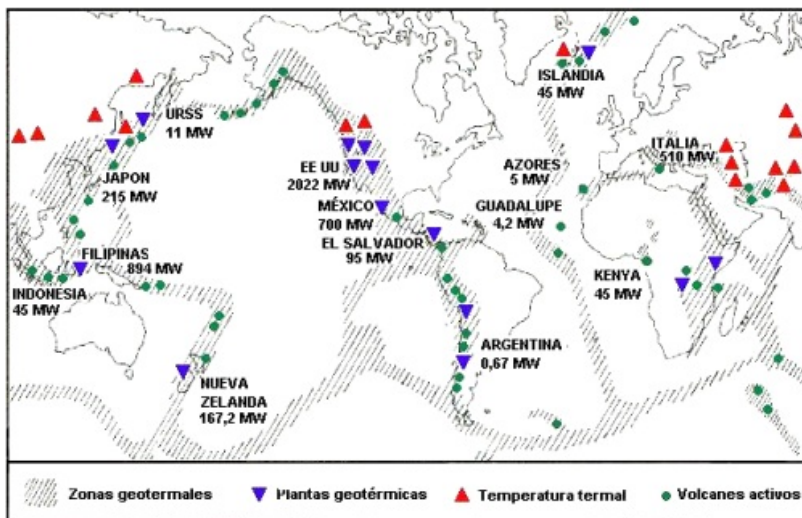 ISLANDIA
45 MW
URSS
11 MW
ITALIA
510 MW
JAPON
215 MW
EE UU
2022 MW
AZORES
5 MW
MÉXICO
700 MW
GUADALUPE
4,2 MW
EL SALVADOR
95 MW
FILIPINAS
894 MW
INDONESIA
45 MW
KENYA
45 MW
ARGENTINA
0,67 MW
NUEVA
ZELANDA
167,2 MW
Zonas geotermales
Plantas geotérmicas
Temperatura termal
Volcanes activos